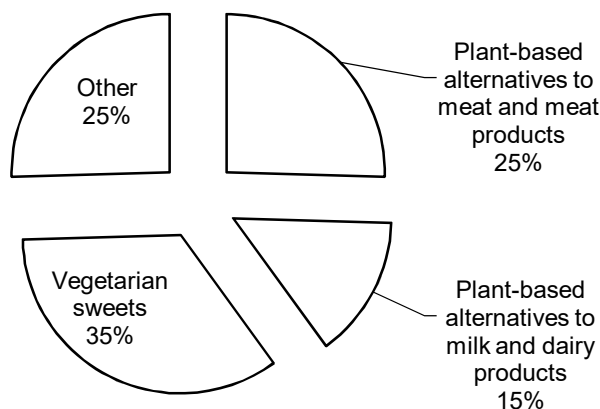 Other
25%
Plant-based
alternatives to
meat and meat
products
25%
Vegetarian
sweets
35%
Plant-based
alternatives to
milk and dairy
products
15%